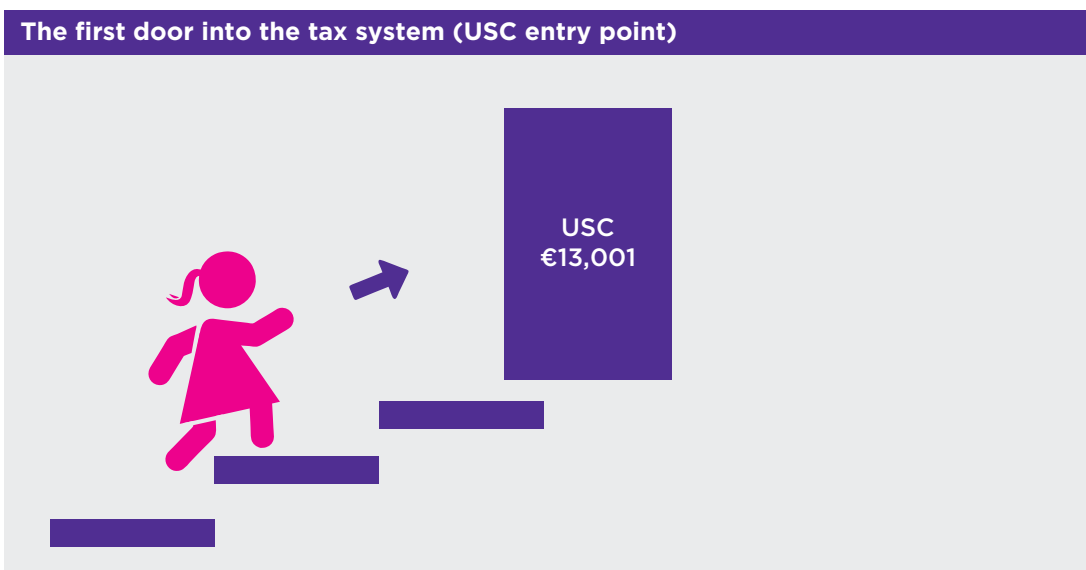 The first door into the tax system (USC entry point)
USC
€13,001